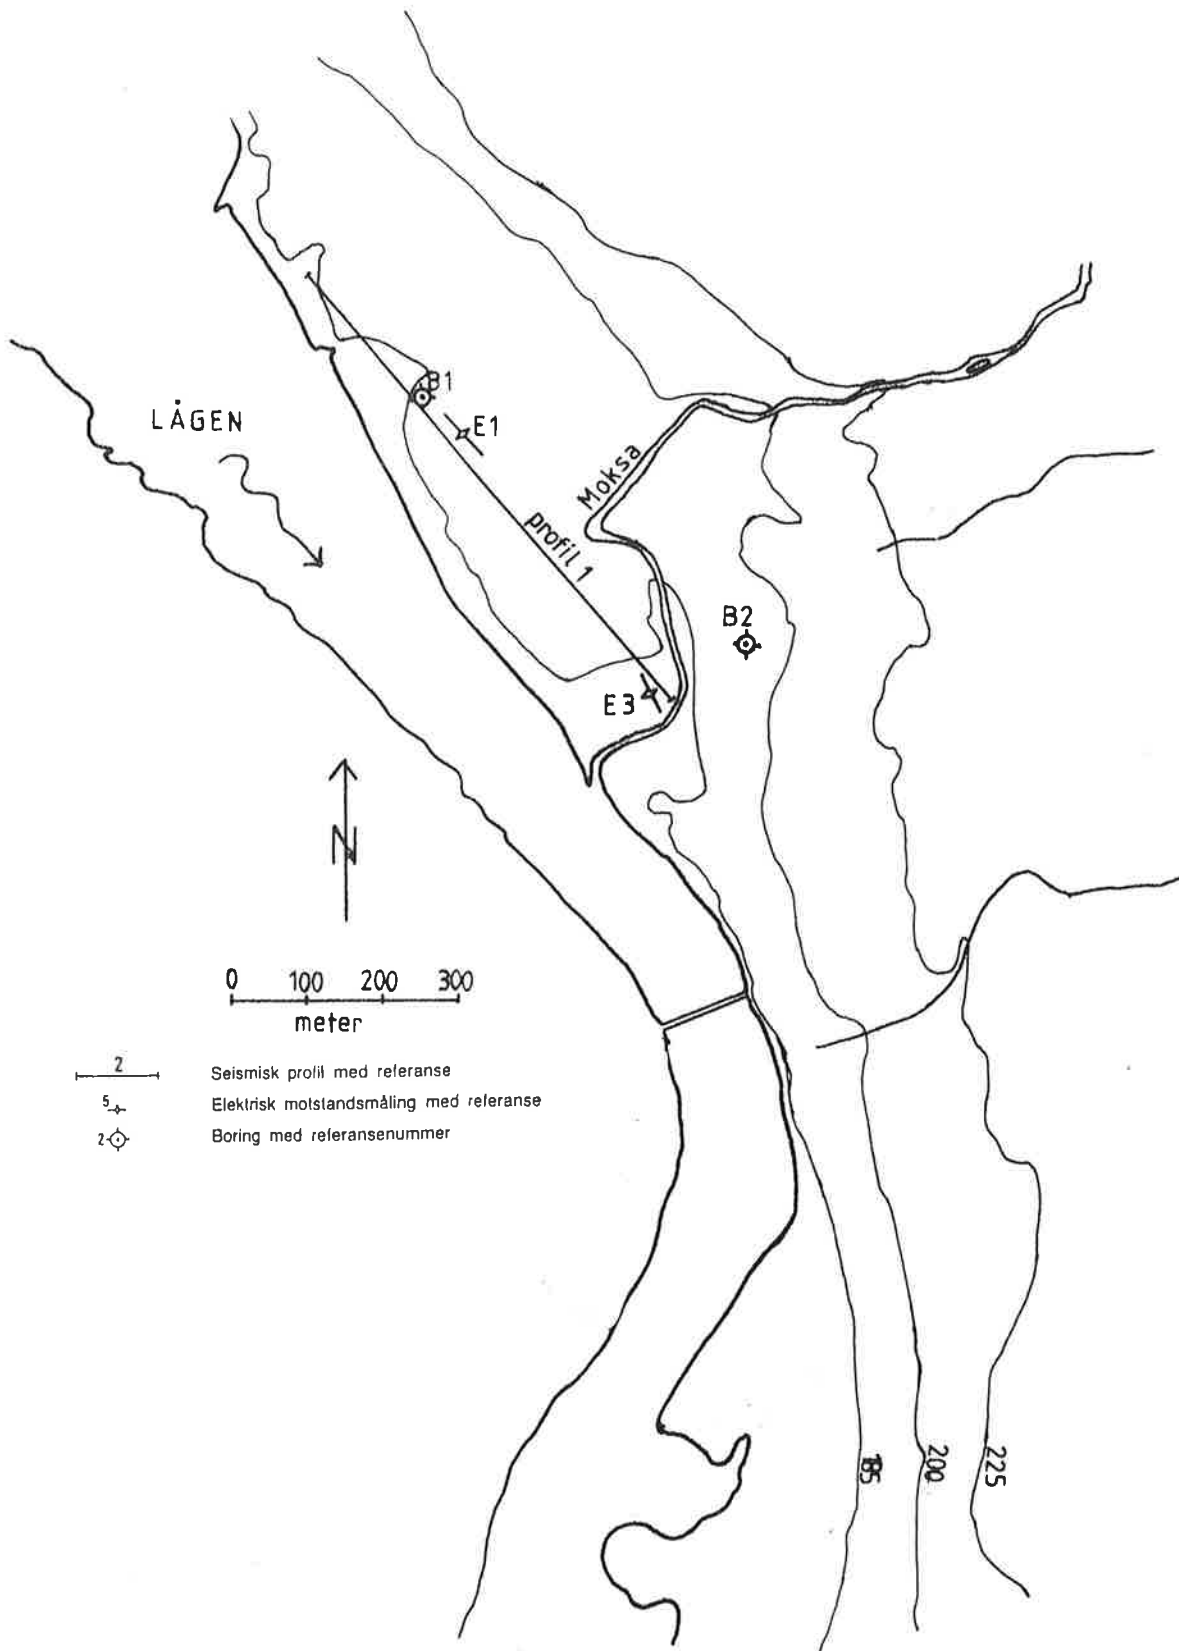 B1
LÅGEN
E1
Moksa
profil 1
B2
E3
N
0 100 200 300
meter
2 Seismisk profil med referanse
5 Elektrisk motstandsmåling med referanse
2 Boring med referansenummer
185
200
225